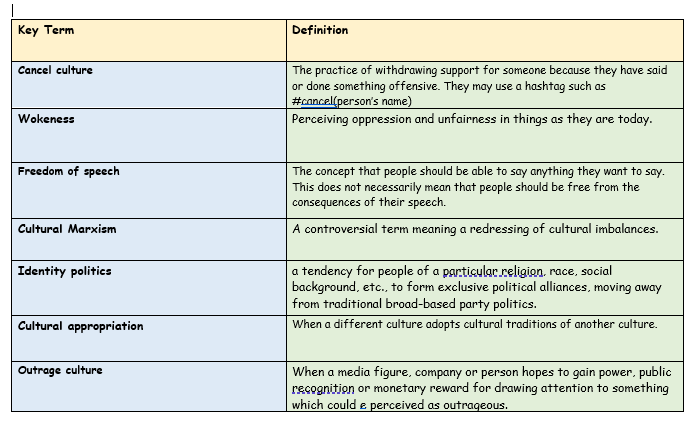 Key Term
Definition
Cancel culture
The practice of withdrawing support for someone because they have said
or done something offensive. They may use a hashtag such as
#cancel(person's name)
Wokeness
Perceiving oppression and unfairness in things as they are today.
Freedom of speech
The concept that people should be able to say anything they want to say.
This does not necessarily mean that people should be free from the
consequences of their speech.
Cultural Marxism
A controversial term meaning a redressing of cultural imbalances.
Identity politics
a tendency for people of a particular religion, race, social
background, etc., to form exclusive political alliances, moving away
from traditional broad-based party politics.
Cultural appropriation
When a different culture adopts cultural traditions of another culture.
Outrage culture
When a media figure, company or person hopes to gain power, public
recognition or monetary reward for drawing attention to something
which could e perceived as outrageous.